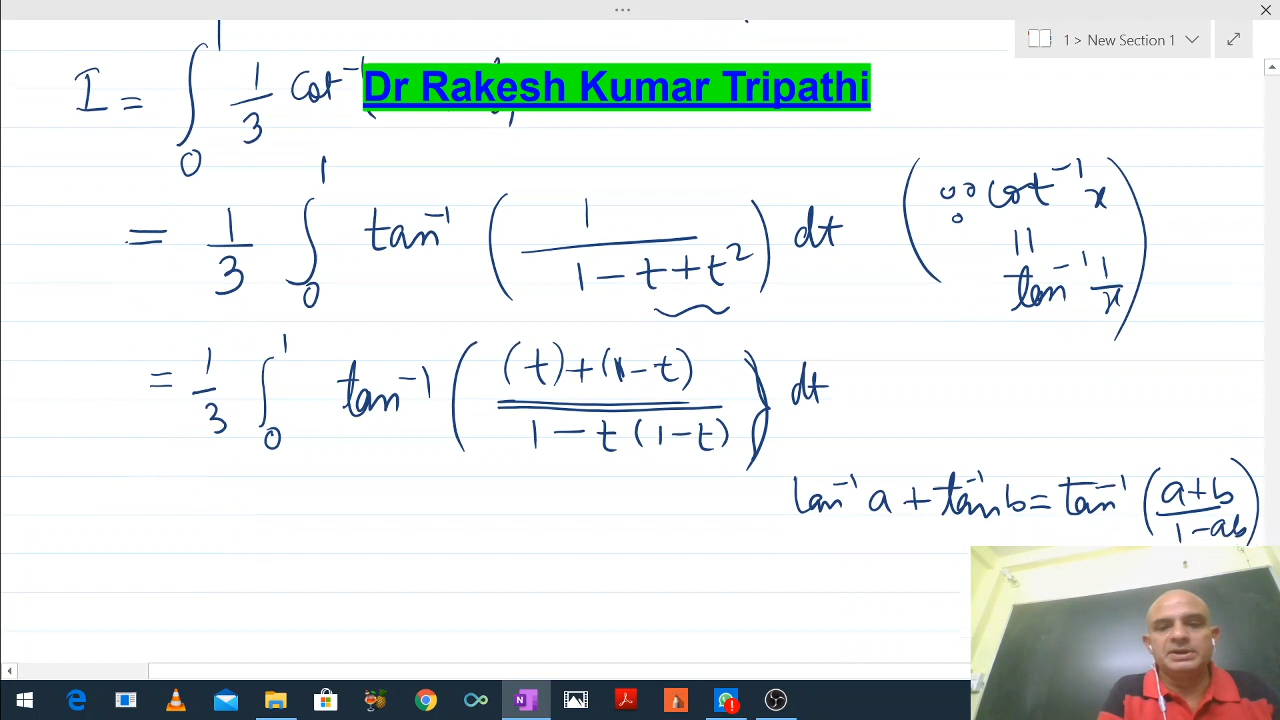 1 > New Section 1
I = ∫₀¹ 1/3 cot⁻¹(
Dr Rakesh Kumar Tripathi
= 1/3 ∫₀¹ tan⁻¹ ( 1 / 1 - t + t² ) dt
( ∵ cot⁻¹ x
||
tan⁻¹ 1/x )
= 1/3 ∫₀¹ tan⁻¹ ( (t) + (1 - t) / 1 - t (1 - t) ) dt
tan⁻¹ a + tan⁻¹ b = tan⁻¹ ( a + b / 1 - ab )